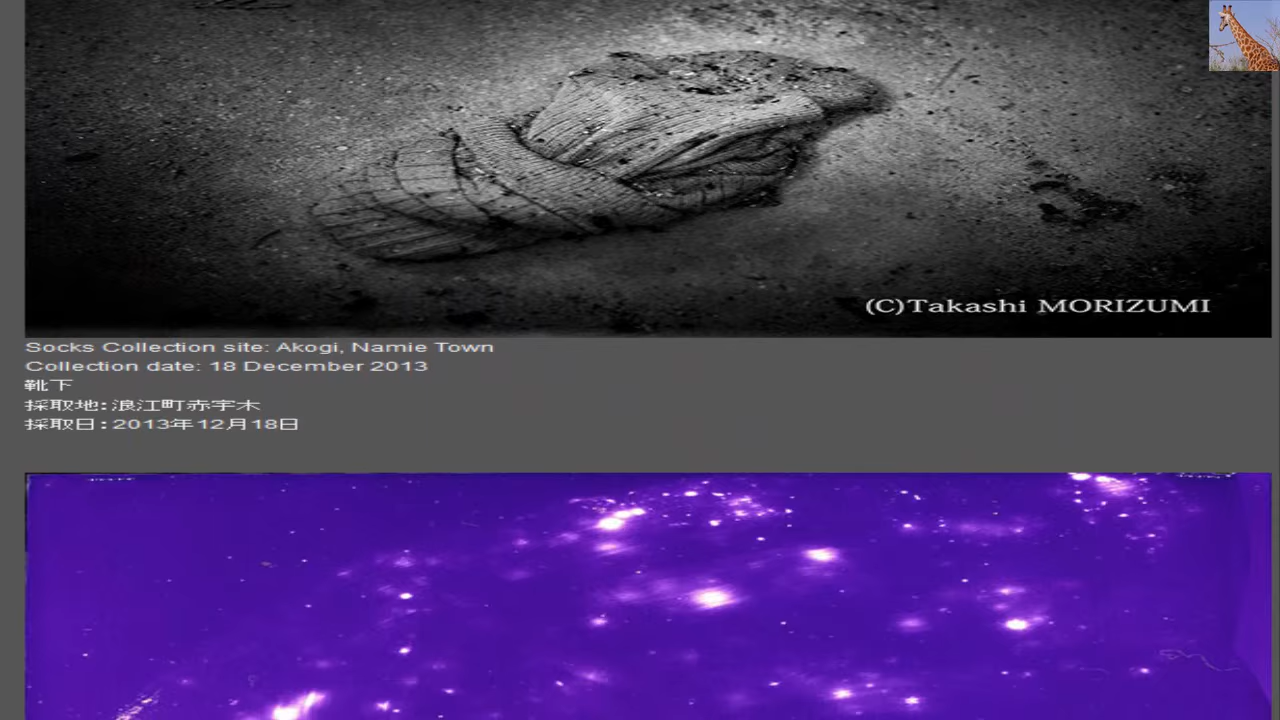 (C)Takashi MORIZUMI
Socks Collection site: Akogi, Namie Town
Collection date: 18 December 2013
靴下
採取地:浪江町赤宇木
採取日:2013年12月18日